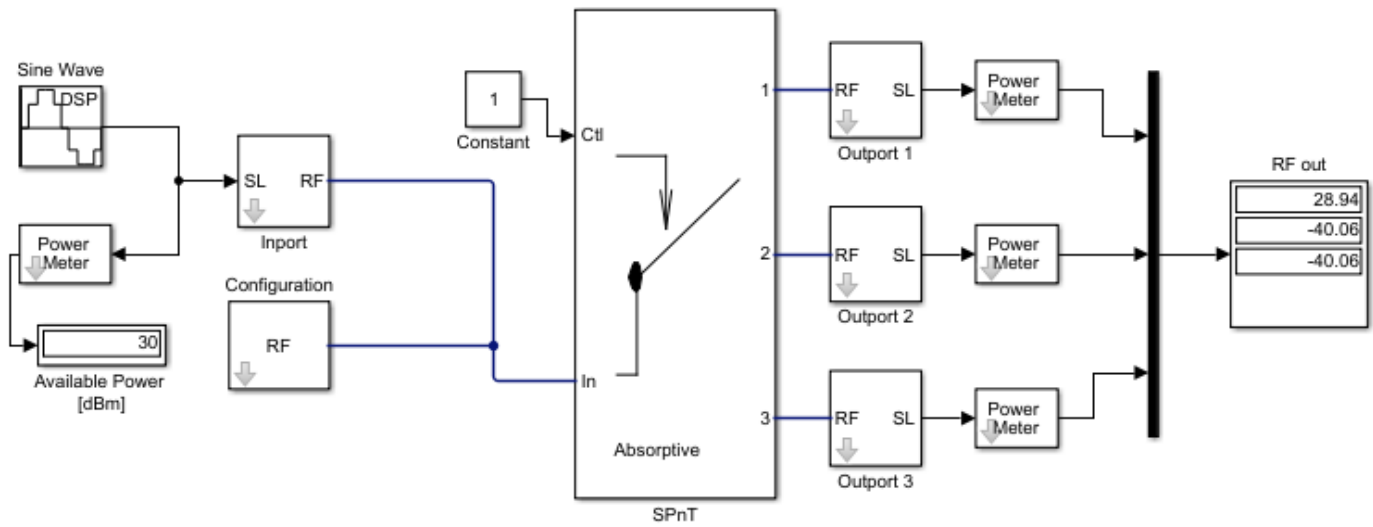 Sine Wave
DSP
SL
RF
Inport
Power
Meter
30
Available Power
[dBm]
Configuration
RF
1
Constant
Ctl
In
1
2
3
Absorptive
SPnT
RF
SL
Outport 1
Power
Meter
RF
SL
Outport 2
Power
Meter
RF
SL
Outport 3
Power
Meter
RF out
28.94
-40.06
-40.06